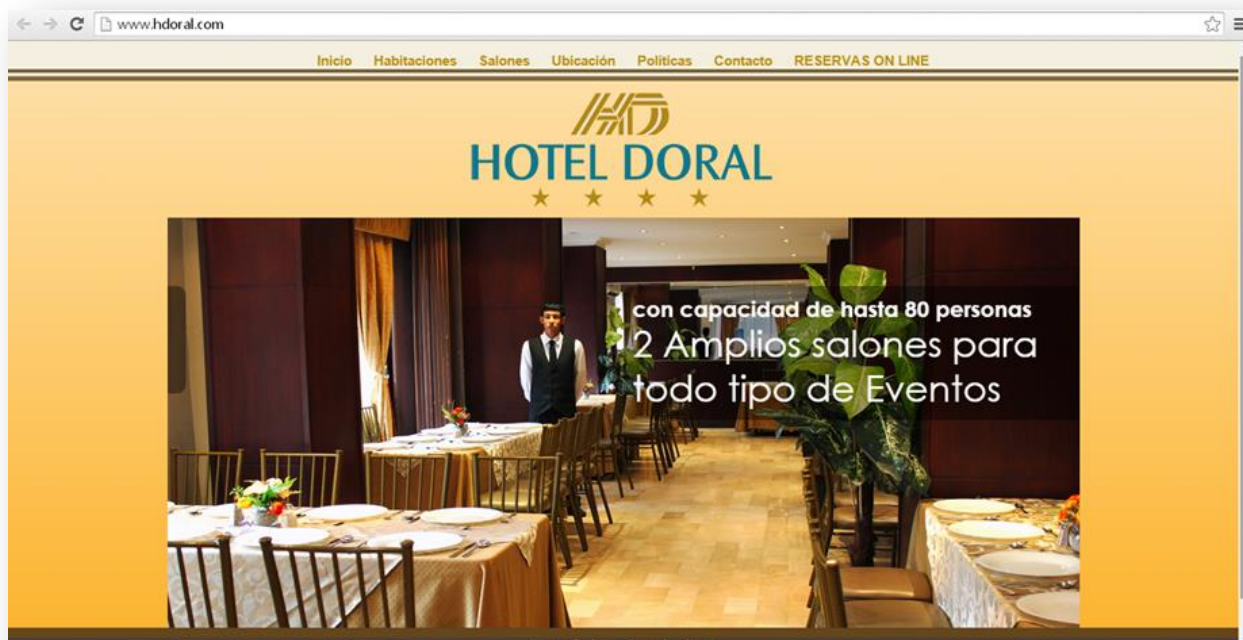 www.hdoral.com
Inicio Habitaciones Salones Ubicación Políticas Contacto RESERVAS ON LINE
HD
HOTEL DORAL
con capacidad de hasta 80 personas
2 Amplios salones para
todo tipo de Eventos